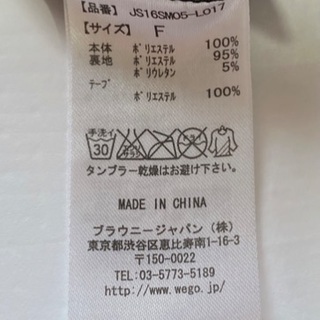 【品番】 JS16SM05-L017
【サイズ】 F
本体 ポリエステル 100%
裏地 ポリエステル 95%
ポリウレタン 5%
テープ
ポリエステル 100%
手洗イ
30
タンブラー乾燥はお避け下さい
MADE IN CHINA
ブラウニージャパン（株）
東京都渋谷区恵比寿南1-16-3
〒150-0022
TEL:03-5773-5189
http://www.wego.jp/